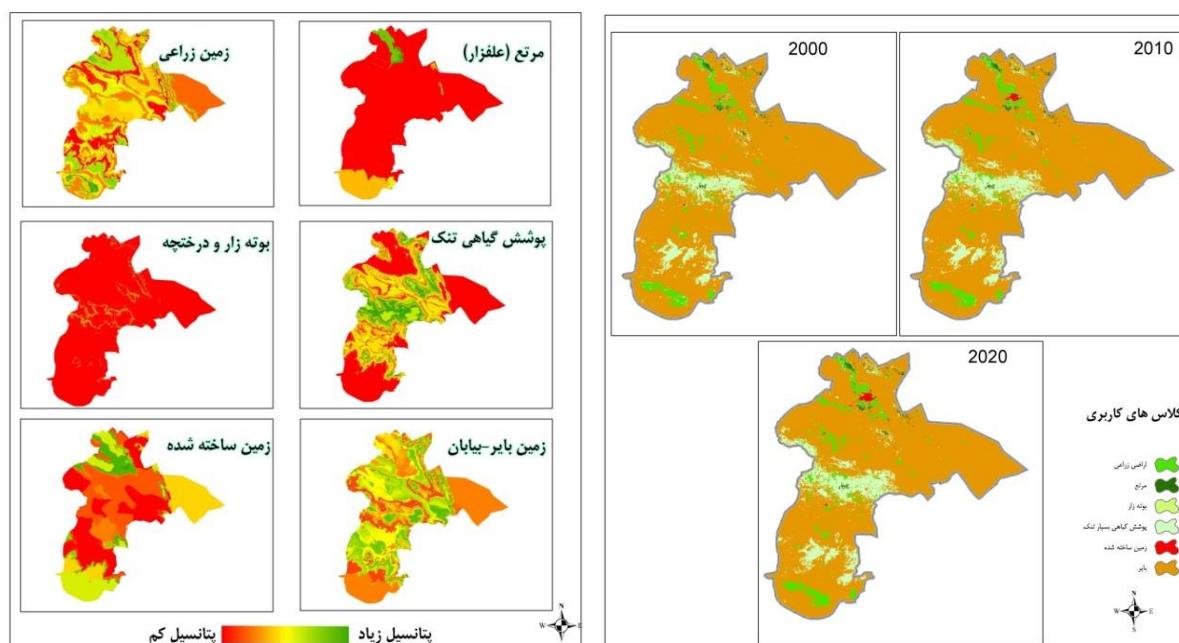 زمین زراعی
مرتع (علفزار)
بوته زار و درختچه
پوشش گیاهی تنک
زمین ساخته شده
زمین بایر-بیابان
پتانسیل کم
پتانسیل زیاد
N
E
S
2000
2010
2020
کلاس های کاربری
اراضی زراعی
مرتع
بوته زار
پوشش گیاهی بسیار تنک
زمین ساخته شده
بایر
N
W
E
S